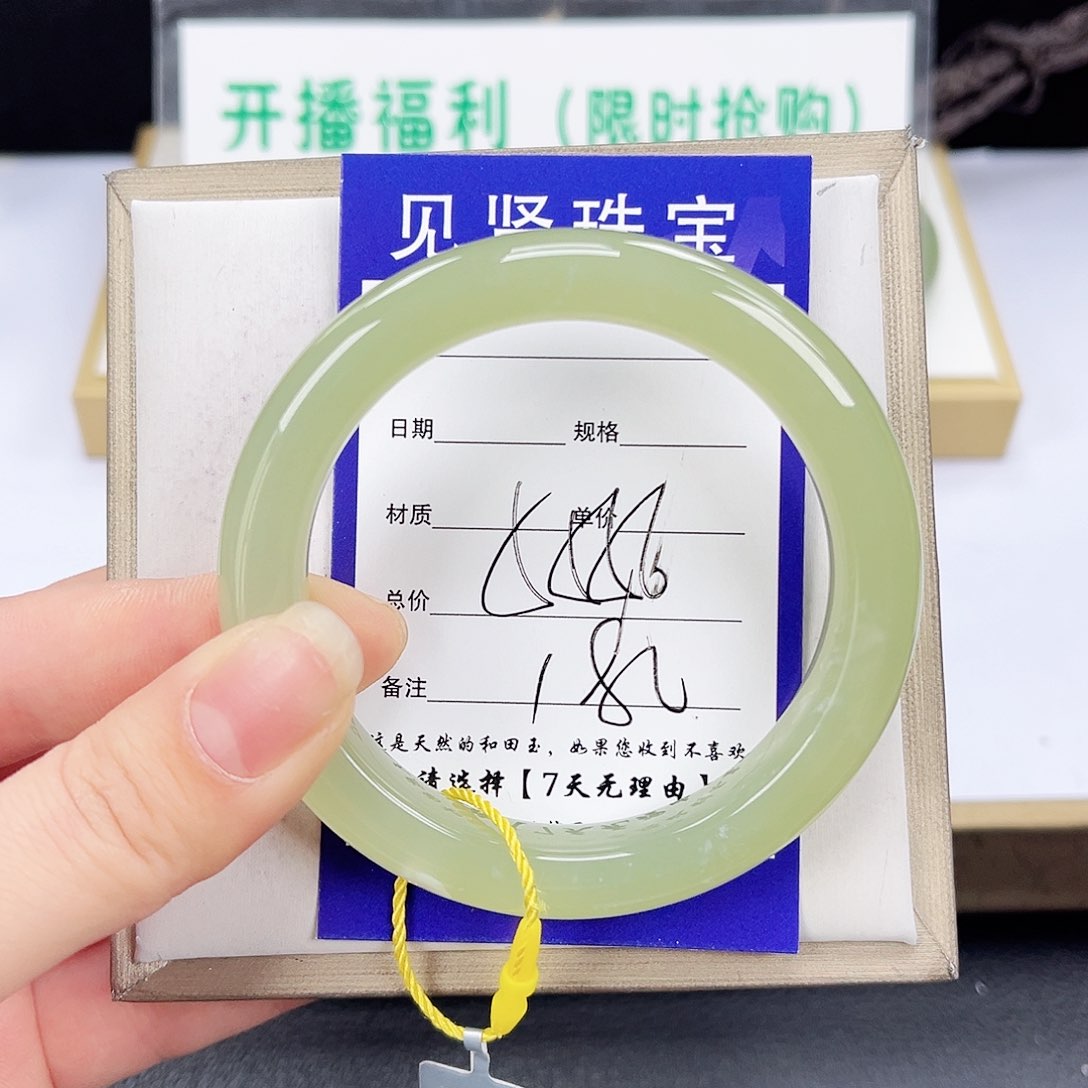 开播福利（限时抢购）
见贤珠宝
日期 规格
材质 单价
总价
备注
这是天然的和田玉，如果您收到不喜欢
请选择【7天无理由】